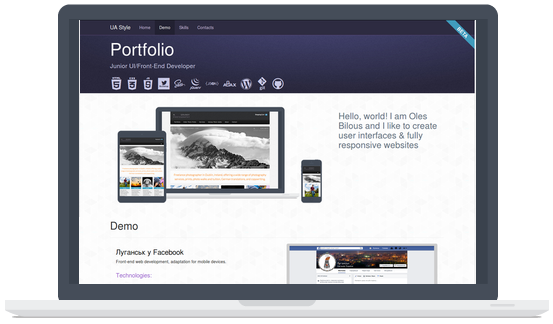 UA Style Home Demo Skills Contacts
BETA
Portfolio
Junior UI/Front-End Developer
Hello, world! I am Oles
Bilous and I like to create
user interfaces & fully
responsive websites
Demo
Луганськ у Facebook
Front-end web development, adaptation for mobile devices.
Technologies: